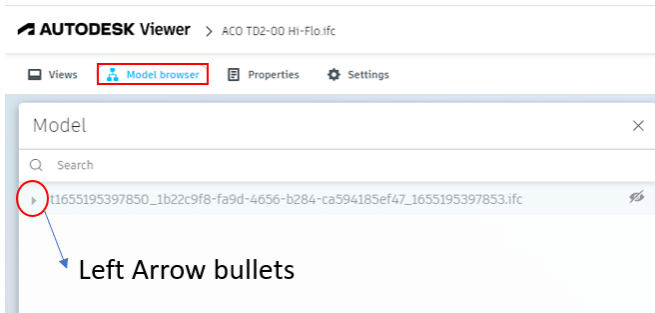 AUTODESK Viewer > ACO TD2-00 Hi-Flo.ifc
Views Model browser Properties Settings
Model
Search
t1655195397850_1b22c9f8-fa9d-4656-b284-ca594185ef47_1655195397853.ifc
Left Arrow bullets